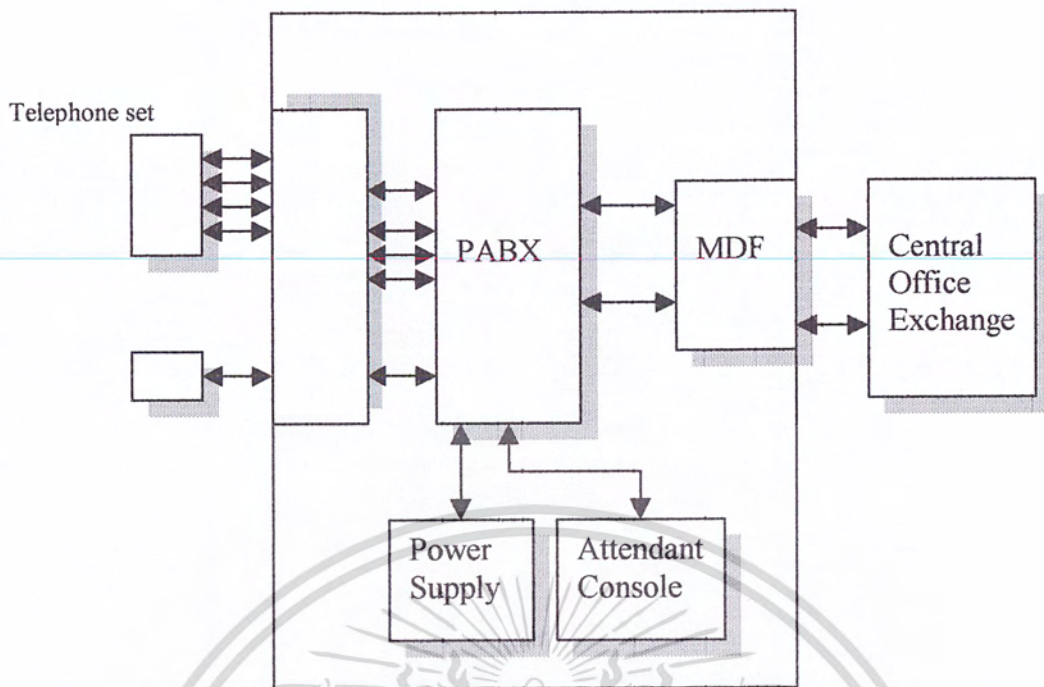 Telephone set
PABX
MDF
Central
Office
Exchange
Power
Supply
Attendant
Console